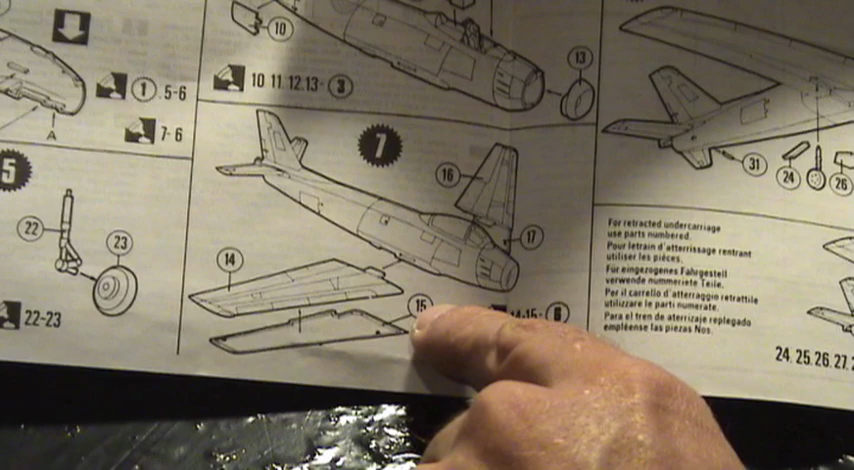 10
1 .5-6
A
7-6
10 11.12.13- 3
13
5
22
23
22-23
7
16
17
14
15
14-15- 6
31
24
26
For retracted undercarriage
use parts numbered.
Pour letrain d'atterrissage rentrant
utiliser les pièces.
Für eingezogenes Fahrgestell
verwende nummeriete Teile.
Per il carrello d'atterraggio retrattile
utilizzare le parti numerate.
Para el tren de aterrizaje replegado
empléense las piezas Nos.
24. 25. 26. 27.